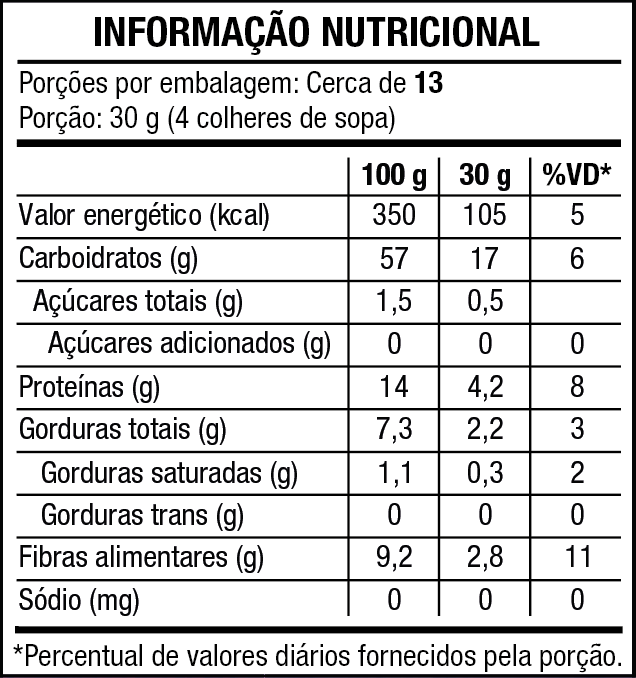 INFORMAÇÃO NUTRICIONAL
Porções por embalagem: Cerca de 13
Porção: 30 g (4 colheres de sopa)
100 g 30 g %VD*
Valor energético (kcal) 350 105 5
Carboidratos (g) 57 17 6
Açúcares totais (g) 1,5 0,5
Açúcares adicionados (g) 0 0 0
Proteínas (g) 14 4,2 8
Gorduras totais (g) 7,3 2,2 3
Gorduras saturadas (g) 1,1 0,3 2
Gorduras trans (g) 0 0 0
Fibras alimentares (g) 9,2 2,8 11
Sódio (mg) 0 0 0
*Percentual de valores diários fornecidos pela porção.